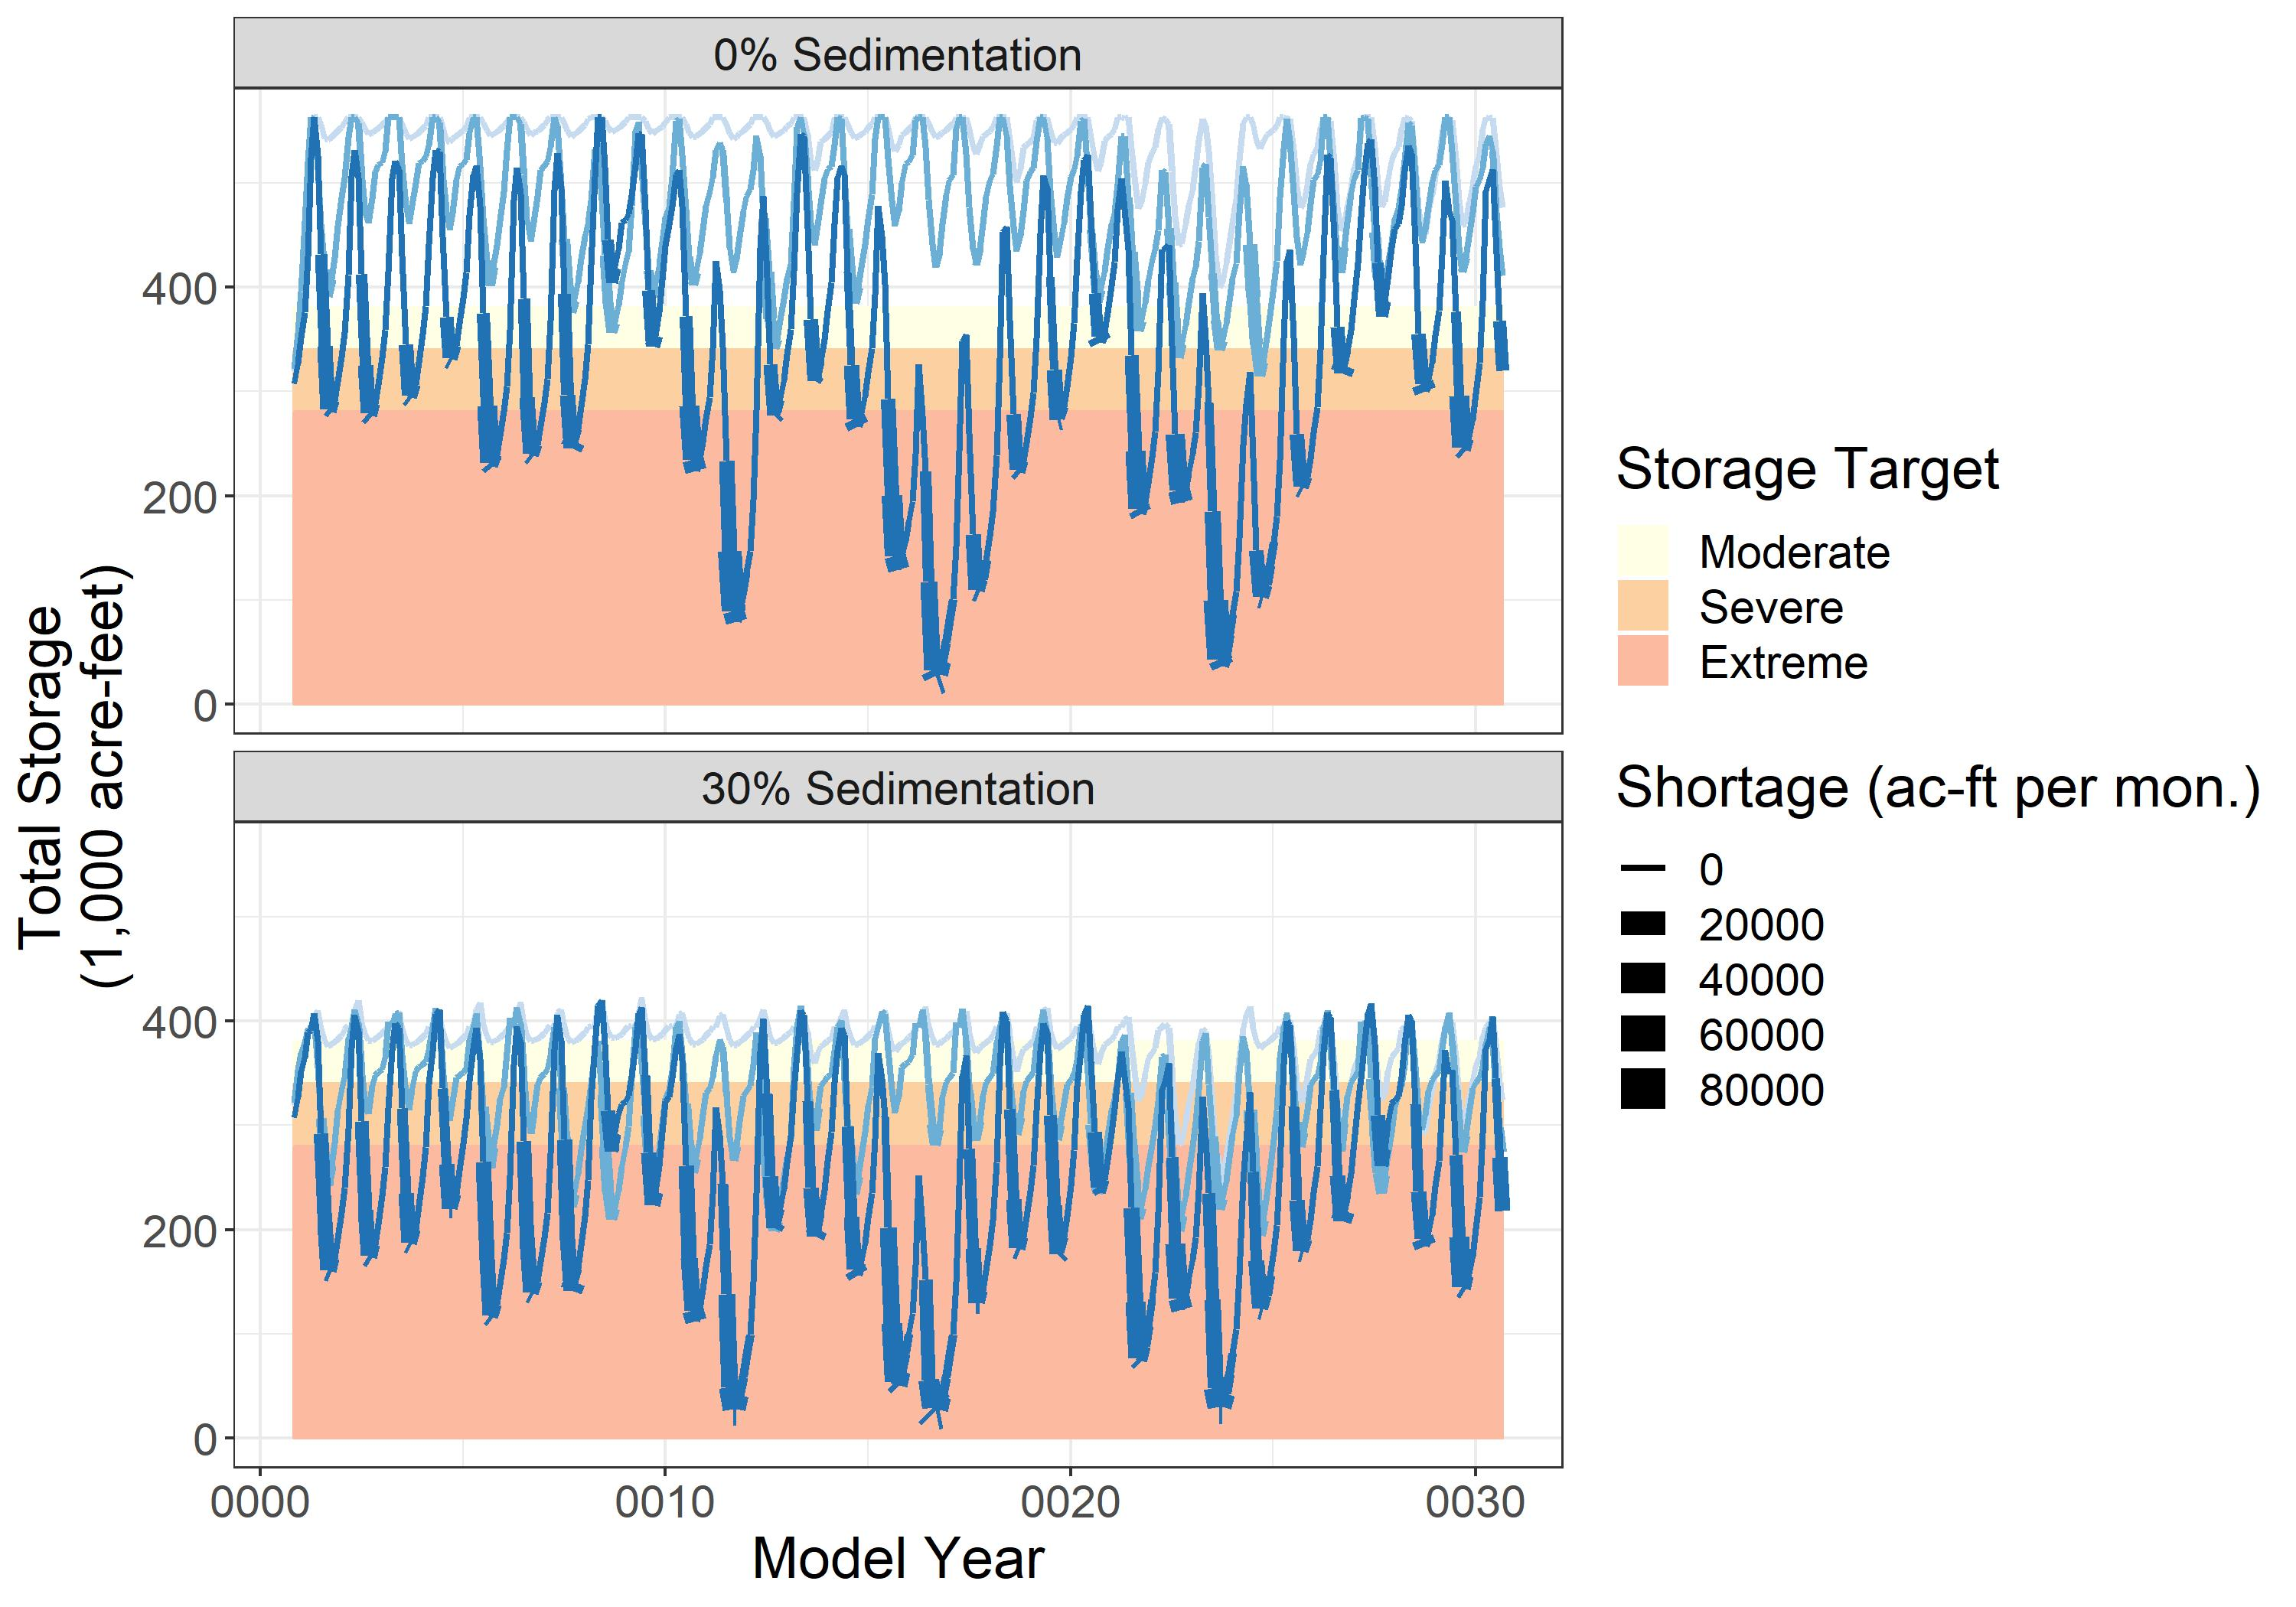 0% Sedimentation
400
200
0
30% Sedimentation
400
200
0
0000
0010
0020
0030
Model Year
Total Storage
(1,000 acre-feet)
Storage Target
Moderate
Severe
Extreme
Shortage (ac-ft per mon.)
0
20000
40000
60000
80000